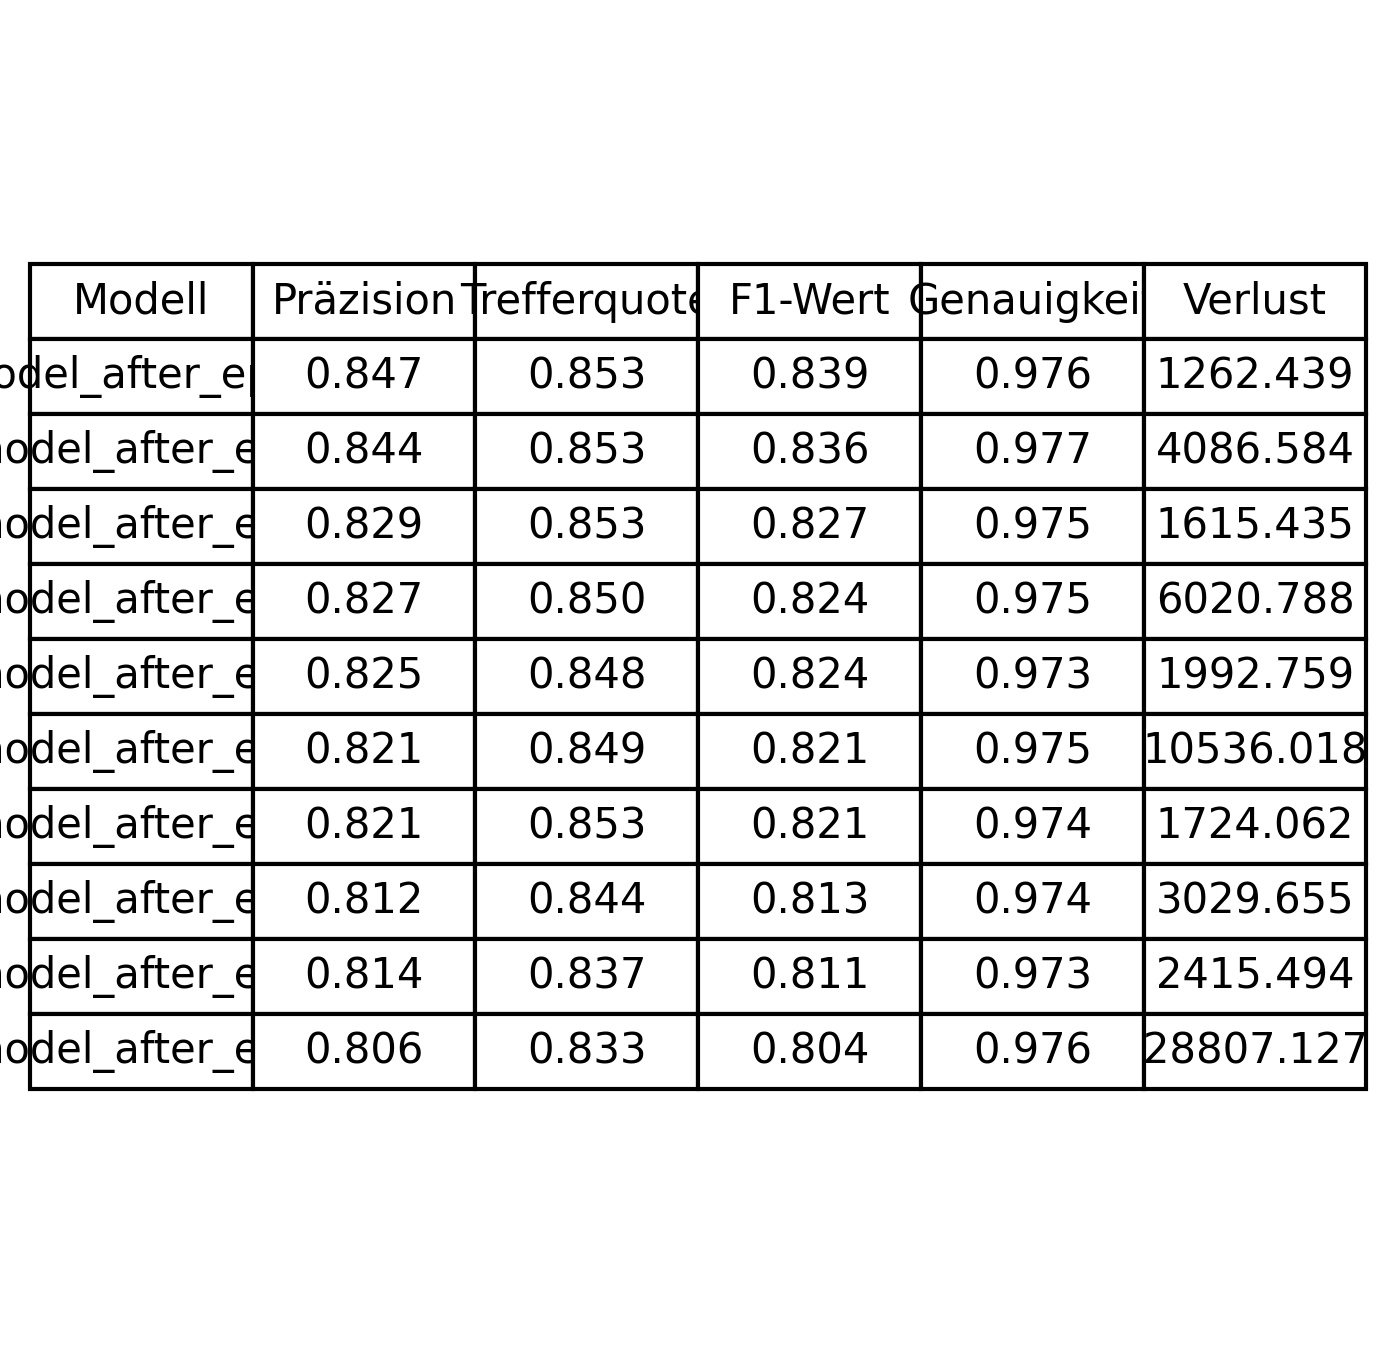 Modell Präzision Trefferquote F1-Wert Genauigkeit Verlust
odel_after_ep 0.847 0.853 0.839 0.976 1262.439
odel_after_e 0.844 0.853 0.836 0.977 4086.584
odel_after_e 0.829 0.853 0.827 0.975 1615.435
odel_after_e 0.827 0.850 0.824 0.975 6020.788
odel_after_e 0.825 0.848 0.824 0.973 1992.759
odel_after_e 0.821 0.849 0.821 0.975 10536.018
odel_after_e 0.821 0.853 0.821 0.974 1724.062
odel_after_e 0.812 0.844 0.813 0.974 3029.655
odel_after_e 0.814 0.837 0.811 0.973 2415.494
odel_after_e 0.806 0.833 0.804 0.976 28807.127